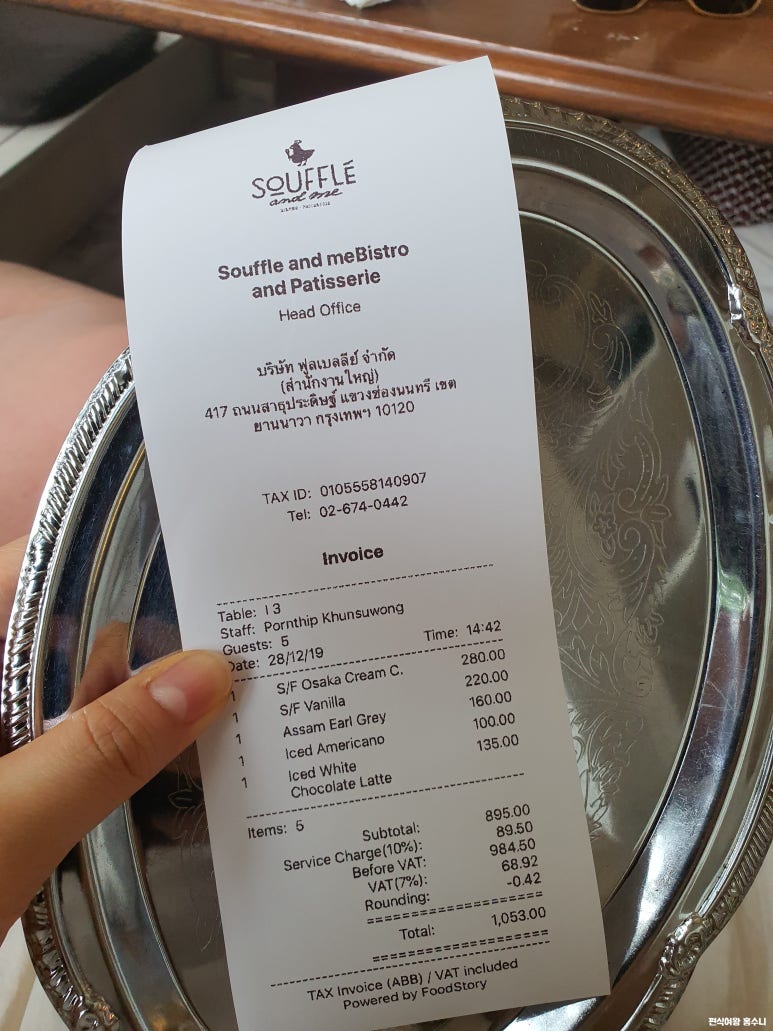 SOUFFLÉ
and me
Souffle and meBistro
and Patisserie
Head Office
บริษัท ฟูลเบลลีย์ จำกัด
(สำนักงานใหญ่)
417 ถนนสาธุประดิษฐ์ แขวงช่องนนทรี เขต
ยานนาวา กรุงเทพฯ 10120
TAX ID: 0105558140907
Tel: 02-674-0442
Invoice
Table: I 3
Staff: Pornthip Khunsuwong
Guests: 5
Date: 28/12/19 Time: 14:42
1 S/F Osaka Cream C. 280.00
1 S/F Vanilla 220.00
1 Assam Earl Grey 160.00
1 Iced Americano 100.00
1 Iced White 135.00
Chocolate Latte
Items: 5
Subtotal: 895.00
Service Charge(10%): 89.50
Before VAT: 984.50
VAT(7%): 68.92
Rounding: -0.42
Total: 1,053.00
TAX Invoice (ABB) / VAT included
Powered by FoodStory
편식여왕 홍수니